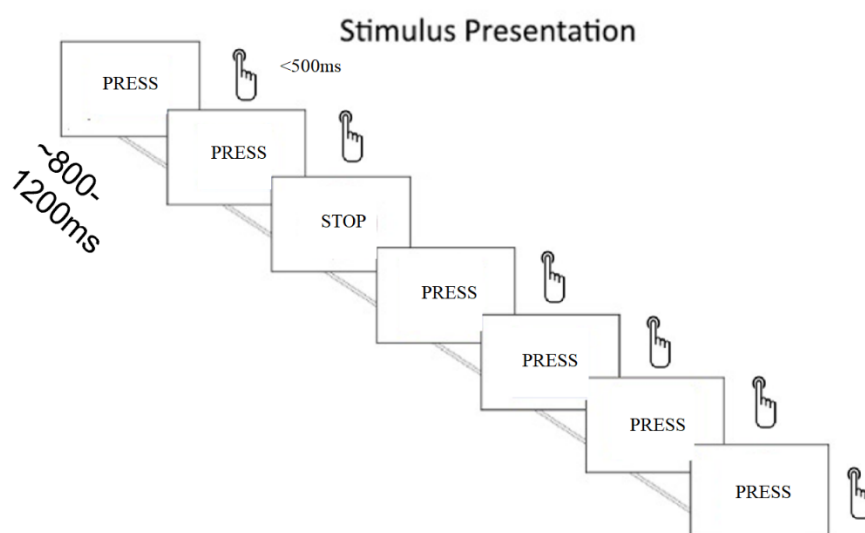 Stimulus Presentation
PRESS
<500ms
~800-
1200ms
PRESS
STOP
PRESS
PRESS
PRESS
PRESS